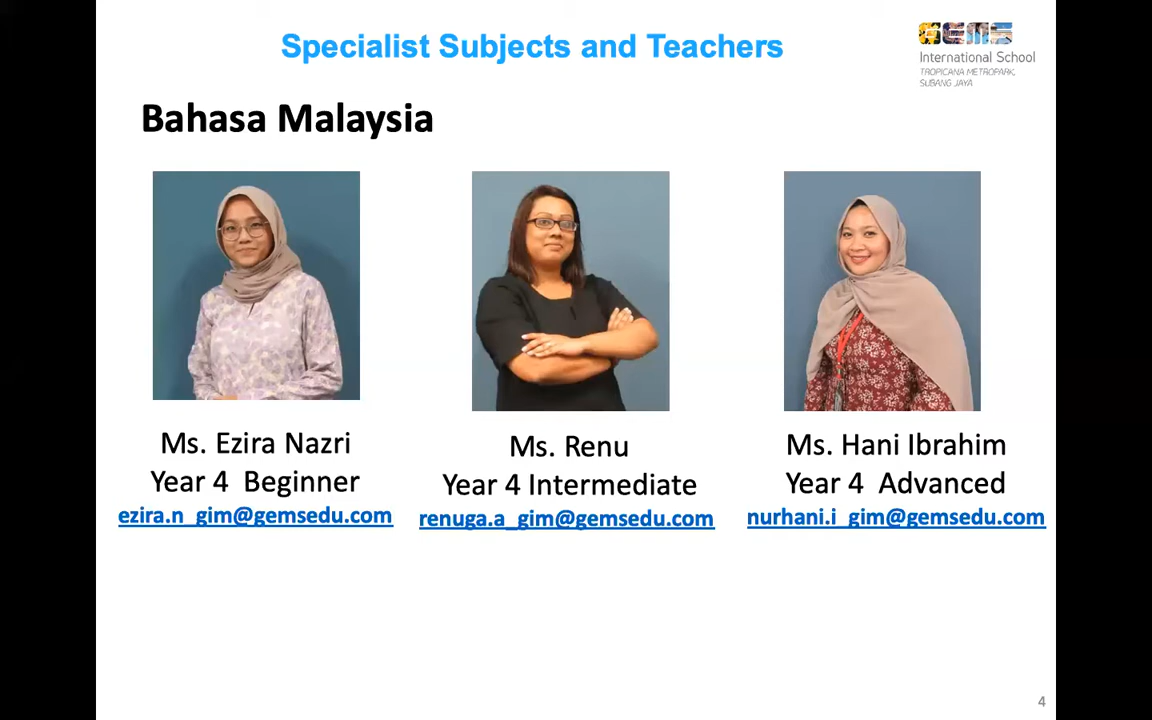 Specialist Subjects and Teachers
GEMS
International School
TROPICANA METROPARK,
SUBANG JAYA
Bahasa Malaysia
Ms. Ezira Nazri
Year 4 Beginner
ezira.n_gim@gemsedu.com
Ms. Renu
Year 4 Intermediate
renuga.a_gim@gemsedu.com
Ms. Hani Ibrahim
Year 4 Advanced
nurhani.i_gim@gemsedu.com
4